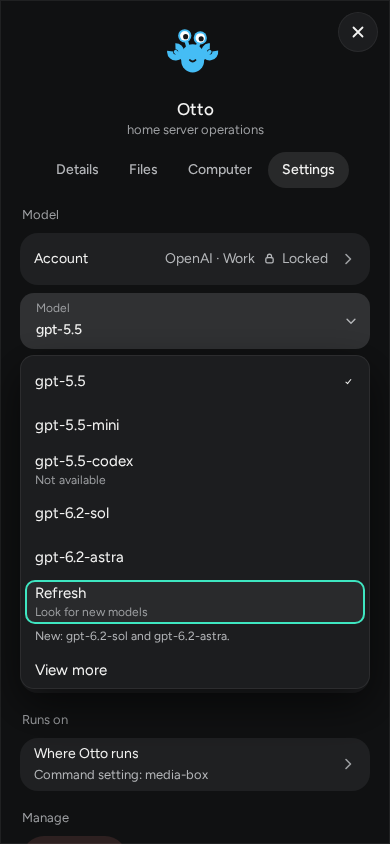 Otto
home server operations
Details Files Computer Settings
Model
Account OpenAI · Work Locked
Model
gpt-5.5
gpt-5.5
gpt-5.5-mini
gpt-5.5-codex
Not available
gpt-6.2-sol
gpt-6.2-astra
Refresh
Look for new models
New: gpt-6.2-sol and gpt-6.2-astra.
View more
Runs on
Where Otto runs
Command setting: media-box
Manage